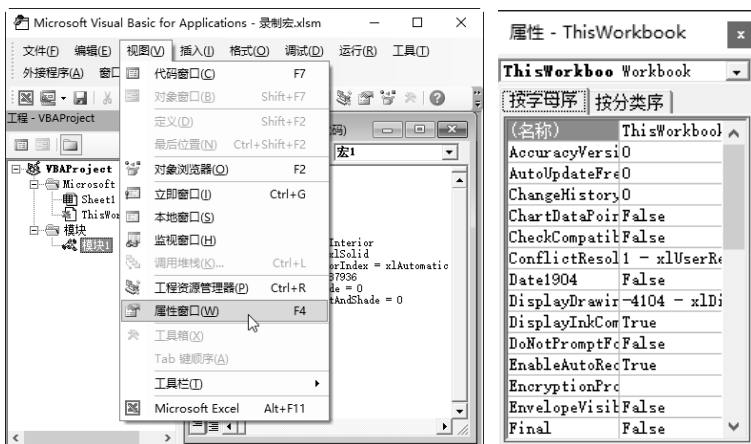 Microsoft Visual Basic for Applications - 录制宏.xlsm
文件(F) 编辑(E) 视图(V) 插入(I) 格式(O) 调试(D) 运行(R) 工具(T)
外接程序(A) 窗口
工程 - VBAProject
VBAProject
Microsoft
Sheet1
ThisWor
模块
模块1
代码窗口(C) F7
对象窗口(B) Shift+F7
定义(D) Shift+F2
最后位置(N) Ctrl+Shift+F2
对象浏览器(O) F2
立即窗口(I) Ctrl+G
本地窗口(S)
监视窗口(H)
调用堆栈(K)... Ctrl+L
工程资源管理器(P) Ctrl+R
属性窗口(W) F4
工具箱(X)
Tab 键顺序(A)
工具栏(T)
Microsoft Excel Alt+F11
码)
宏1
Interior
xlSolid
orIndex = xlAutomatic
37936
de = 0
tAndShade = 0
属性 - ThisWorkbook
ThisWorkboo Workbook
按字母序 按分类序
(名称) ThisWorkbook
AccuracyVersi 0
AutoUpdateFre 0
ChangeHistory 0
ChartDataPoir False
CheckCompatib False
ConflictResol 1 - xlUserRe
Date1904 False
DisplayDrawir -4104 - xlDi
DisplayInkCom True
DoNotPromptFo False
EnableAutoRec True
EncryptionPro
EnvelopeVisib False
Final False